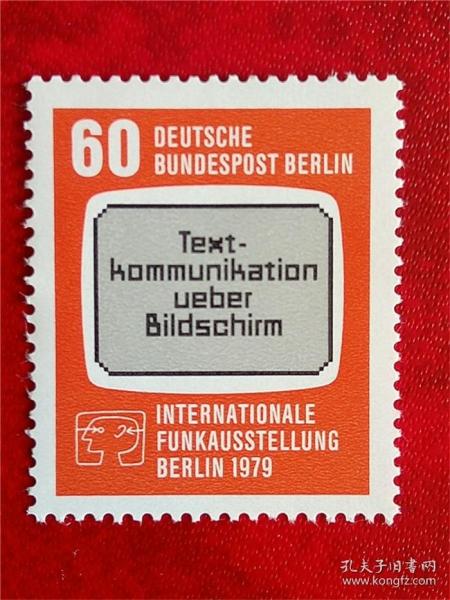 60 DEUTSCHE
BUNDESPOST BERLIN
Text-
kommunikation
ueber
Bildschirm
INTERNATIONALE
FUNKAUSSTELLUNG
BERLIN 1979
孔夫子旧书网
www.kongfz.com